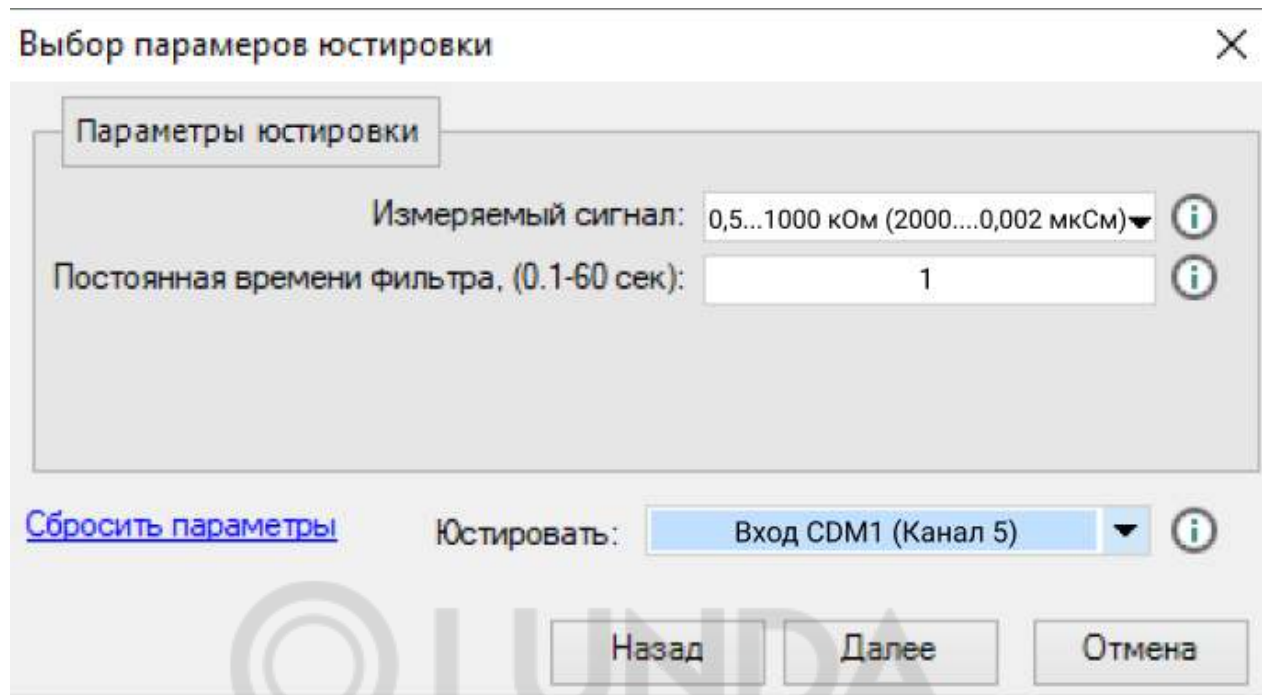 Выбор парамеров юстировки
Параметры юстировки
Измеряемый сигнал: 0,5...1000 кОм (2000....0,002 мкСм)
Постоянная времени фильтра, (0.1-60 сек): 1
Сбросить параметры Юстировать: Вход CDM1 (Канал 5)
LUNDA
Назад Далее Отмена